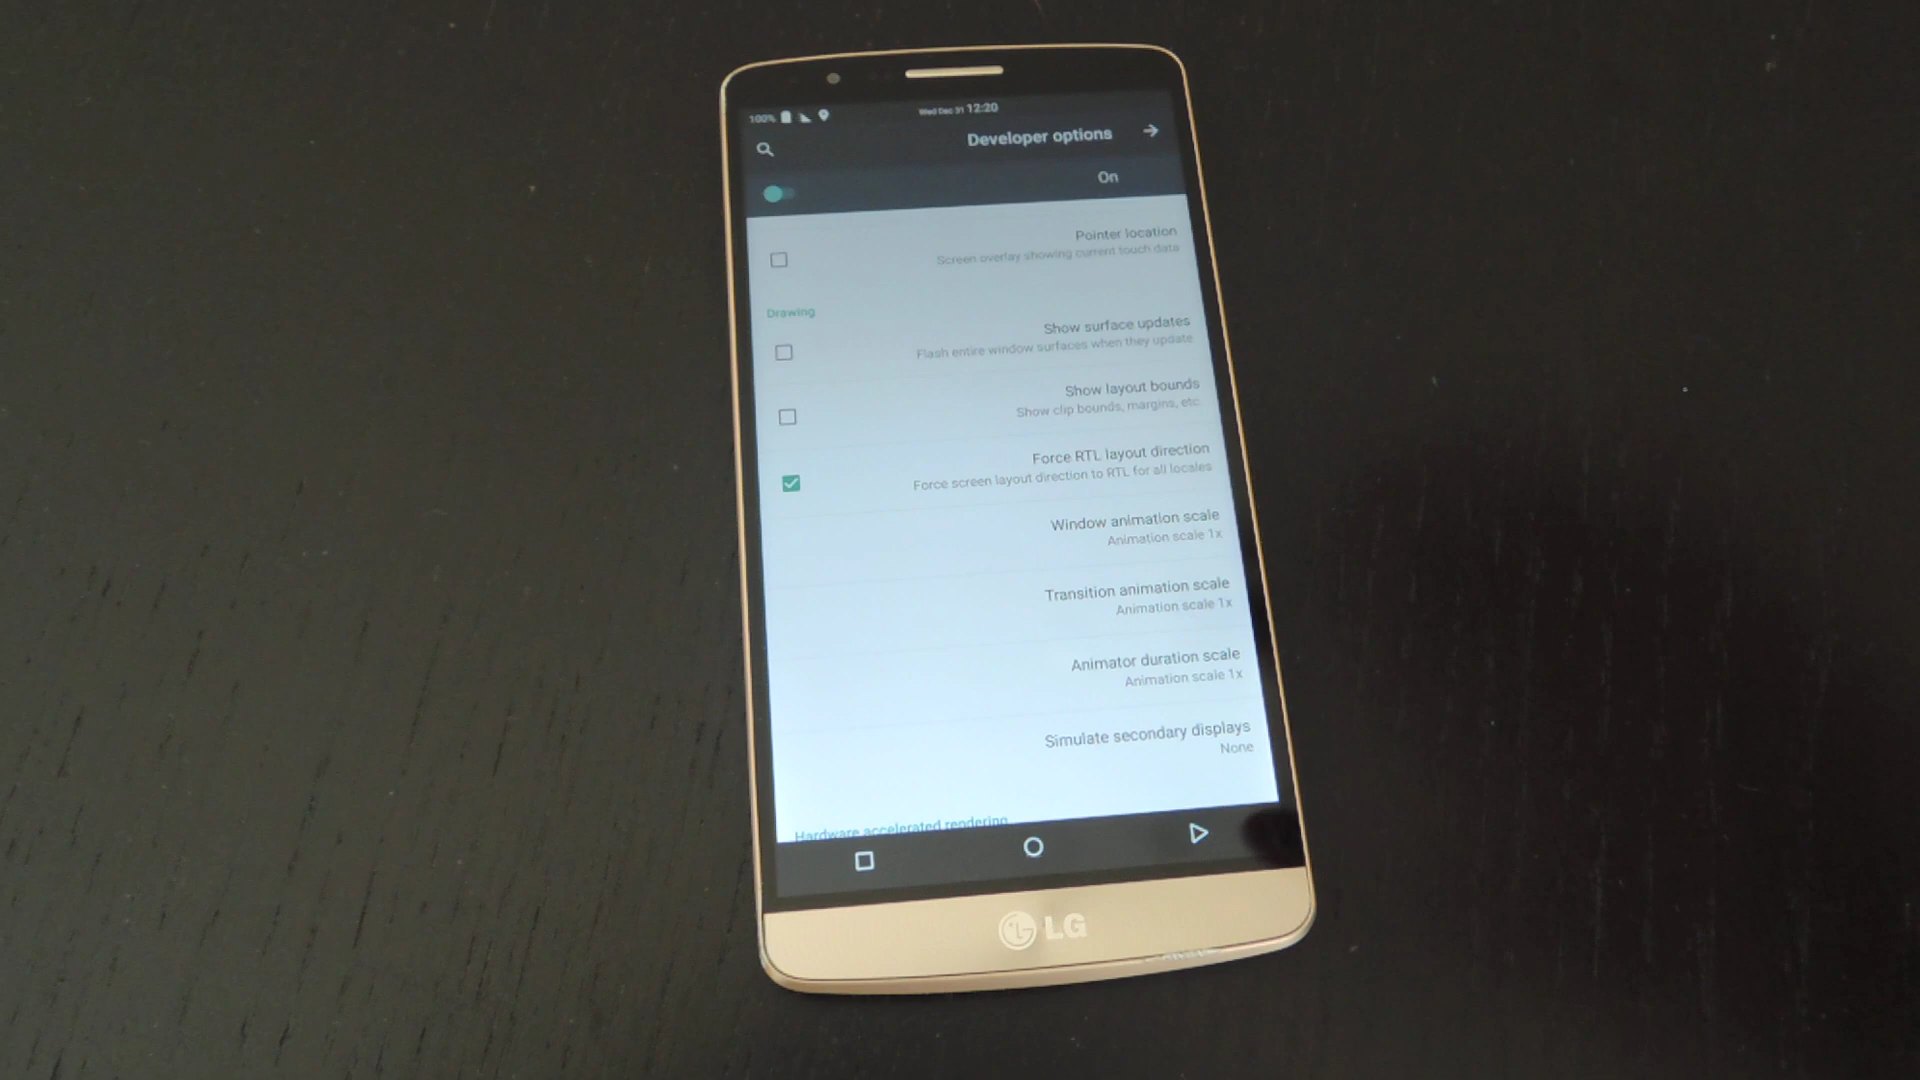 100%
Wed Dec 31 12:20
Developer options
On
Pointer location
Screen overlay showing current touch data
Drawing
Show surface updates
Flash entire window surfaces when they update
Show layout bounds
Show clip bounds, margins, etc.
Force RTL layout direction
Force screen layout direction to RTL for all locales
Window animation scale
Animation scale 1x
Transition animation scale
Animation scale 1x
Animator duration scale
Animation scale 1x
Simulate secondary displays
None
Hardware accelerated rendering
LG